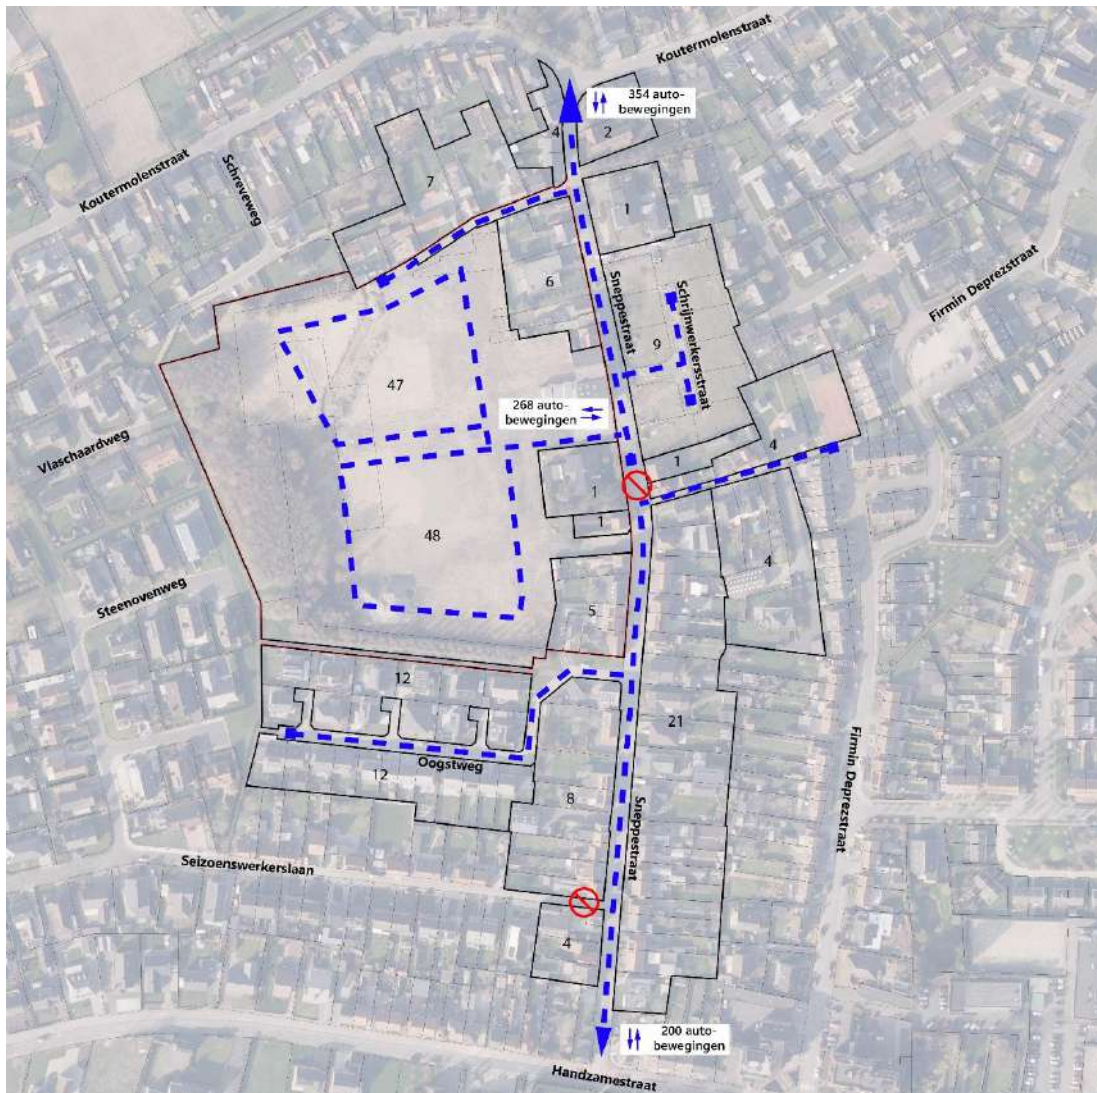 Koutermolenstraat
354 auto-
bewegingen
4
2
Koutermolenstraat
Schreveweg
7
1
6
Sneppestraat
Schrijnwerkersstraat
9
Firmin Deprezstraat
47
268 auto-
bewegingen
Vlaschaardweg
4
1
1
1
48
4
Steenovenweg
5
12
21
Oogstweg
12
8
Firmin Deprezstraat
Sneppestraat
Seizoenswerkerslaan
4
200 auto-
bewegingen
Handzamestraat